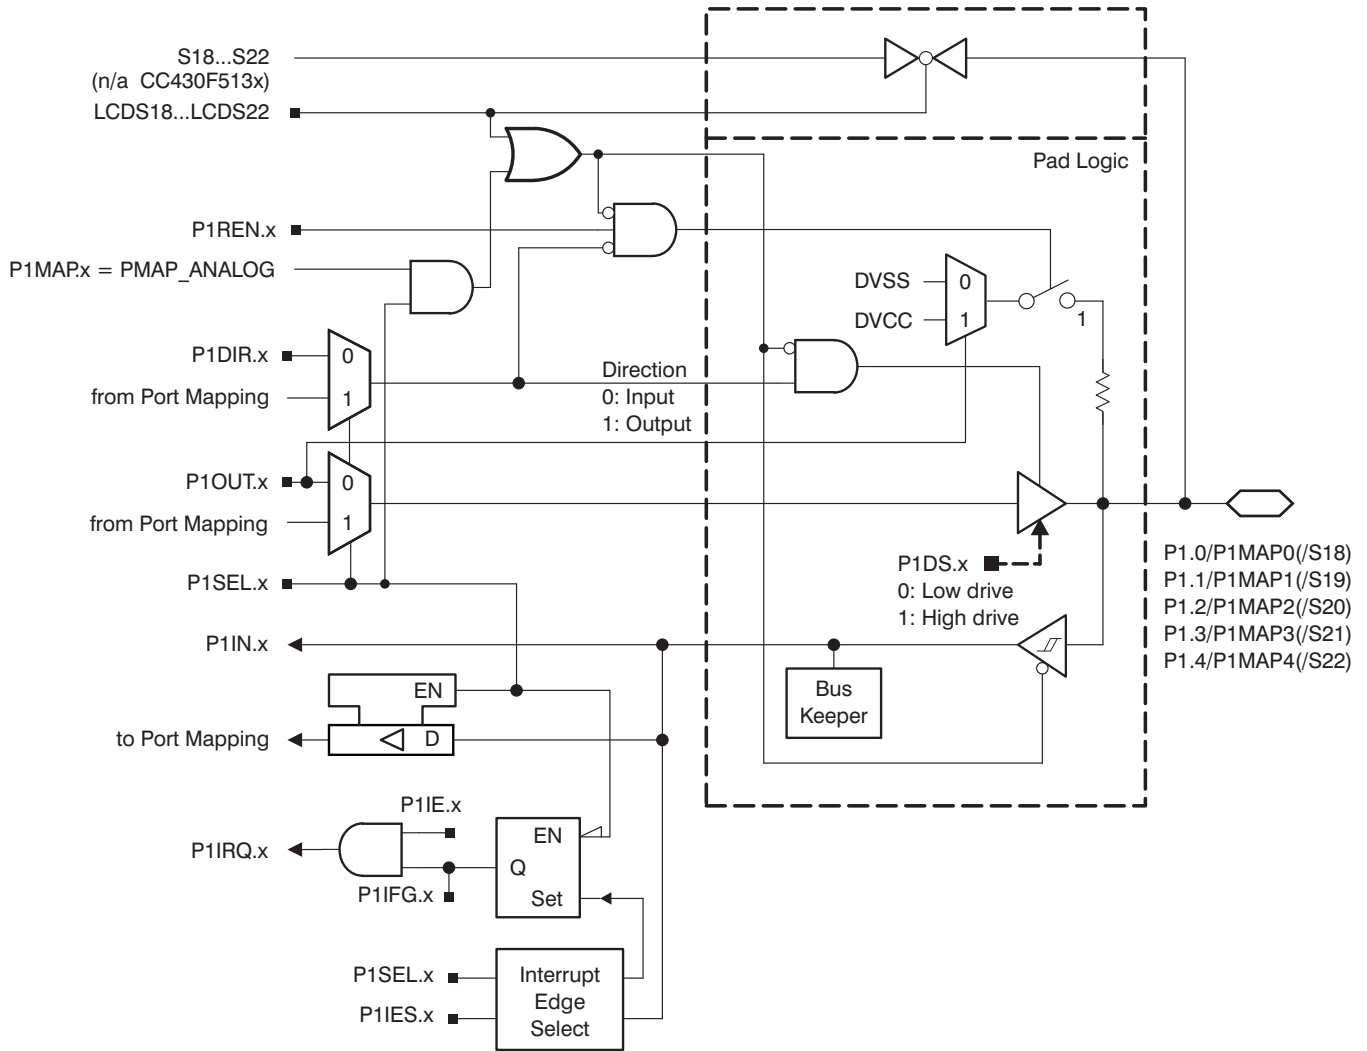 S18...S22
(n/a CC430F513x)
LCDS18...LCDS22
Pad Logic
P1REN.x
P1MAP.x = PMAP_ANALOG
DVSS
0
DVCC
1
1
P1DIR.x
0
from Port Mapping
1
Direction
0: Input
1: Output
P1OUT.x
0
from Port Mapping
1
P1SEL.x
P1DS.x
0: Low drive
1: High drive
P1.0/P1MAP0(/S18)
P1.1/P1MAP1(/S19)
P1.2/P1MAP2(/S20)
P1.3/P1MAP3(/S21)
P1.4/P1MAP4(/S22)
P1IN.x
EN
Bus
Keeper
to Port Mapping
D
P1IE.x
P1IRQ.x
EN
Q
P1IFG.x
Set
P1SEL.x
P1IES.x
Interrupt
Edge
Select